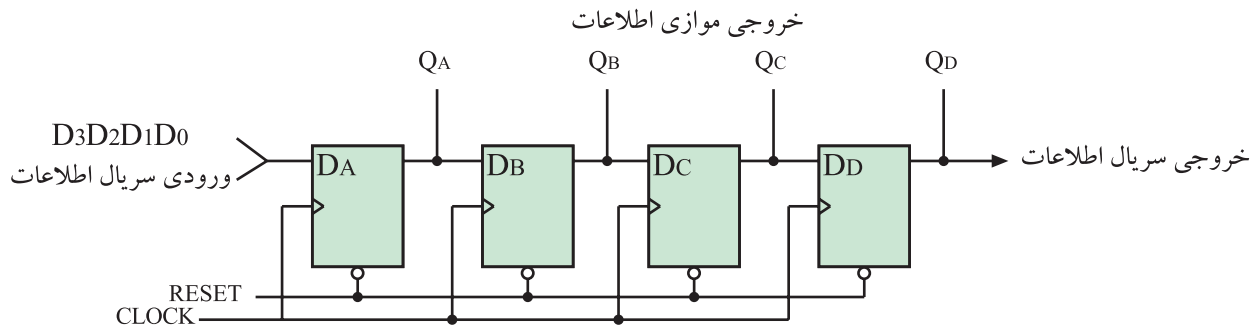 خروجی موازی اطلاعات
QA QB QC QD
D3D2D1D0
ورودی سریال اطلاعات
DA DB DC DD
خروجی سریال اطلاعات
RESET
CLOCK